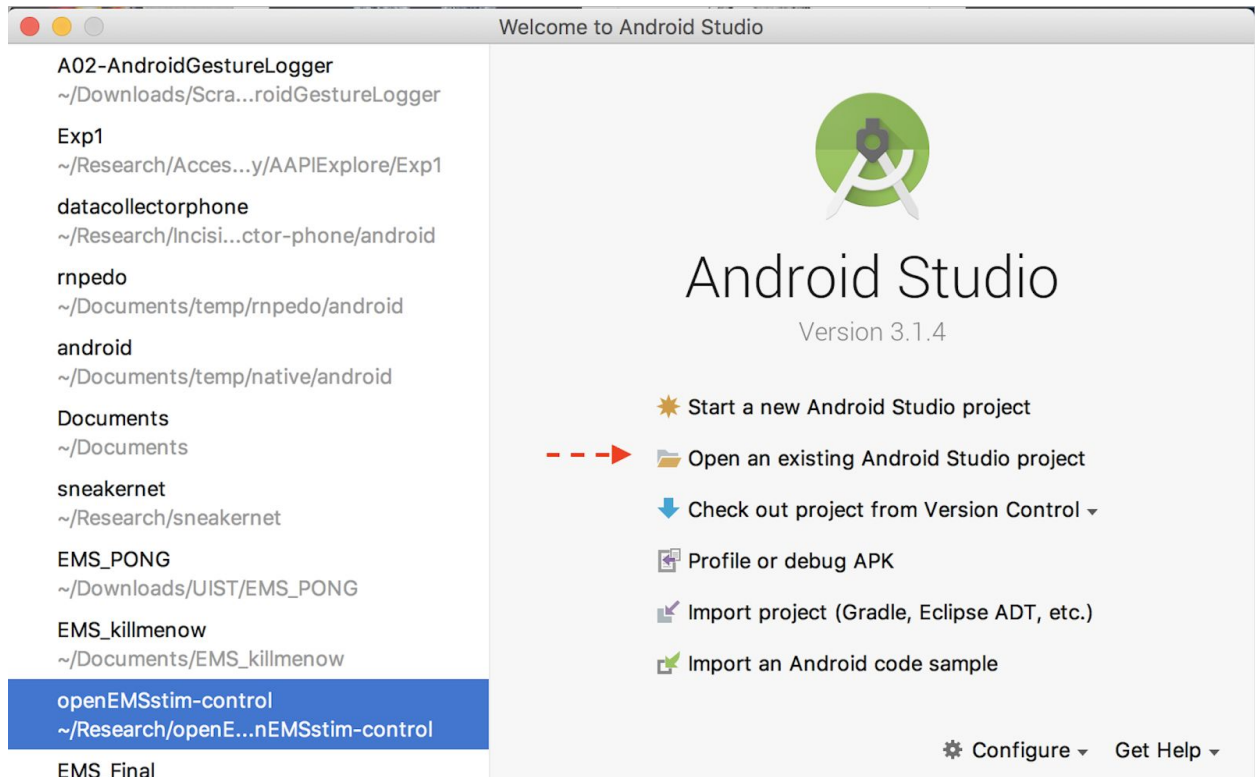 Welcome to Android Studio
A02-AndroidGestureLogger
~/Downloads/Scra...roidGestureLogger
Exp1
~/Research/Acces...y/AAPIExplore/Exp1
datacollectorphone
~/Research/Incisi...ctor-phone/android
rnpedo
~/Documents/temp/rnpedo/android
android
~/Documents/temp/native/android
Documents
~/Documents
sneakernet
~/Research/sneakernet
EMS_PONG
~/Downloads/UIST/EMS_PONG
EMS_killmenow
~/Documents/EMS_killmenow
openEMSstim-control
~/Research/openE...nEMSstim-control
EMS_Final
Android Studio
Version 3.1.4
Start a new Android Studio project
Open an existing Android Studio project
Check out project from Version Control
Profile or debug APK
Import project (Gradle, Eclipse ADT, etc.)
Import an Android code sample
Configure Get Help